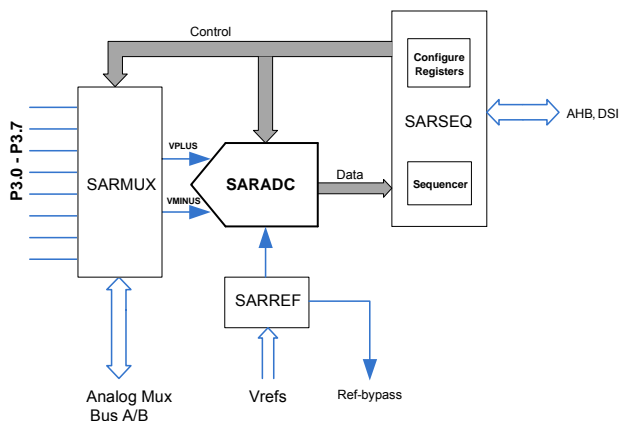 Control
Configure
Registers
SARSEQ
AHB, DSI
P3.0 - P3.7
SARMUX
VPLUS
VMINUS
SARADC
Data
Sequencer
SARREF
Analog Mux
Bus A/B
Vrefs
Ref-bypass